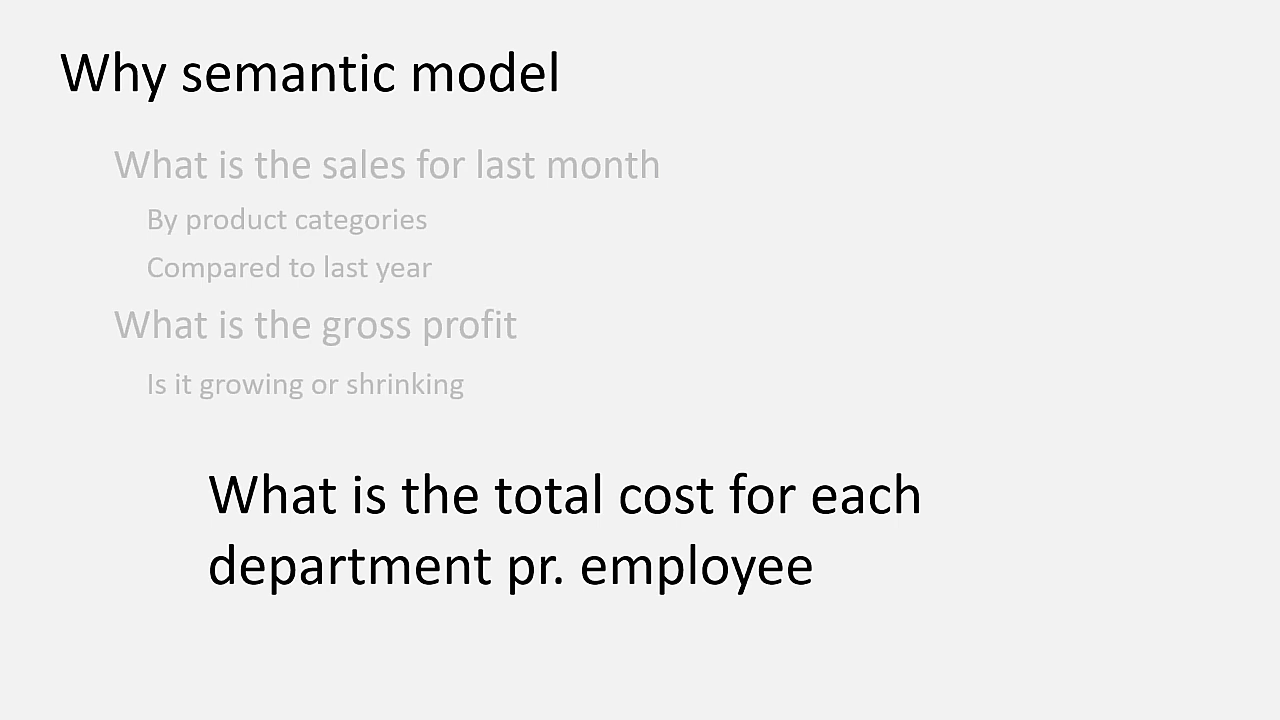 Why semantic model
What is the sales for last month
By product categories
Compared to last year
What is the gross profit
Is it growing or shrinking
What is the total cost for each
department pr. employee